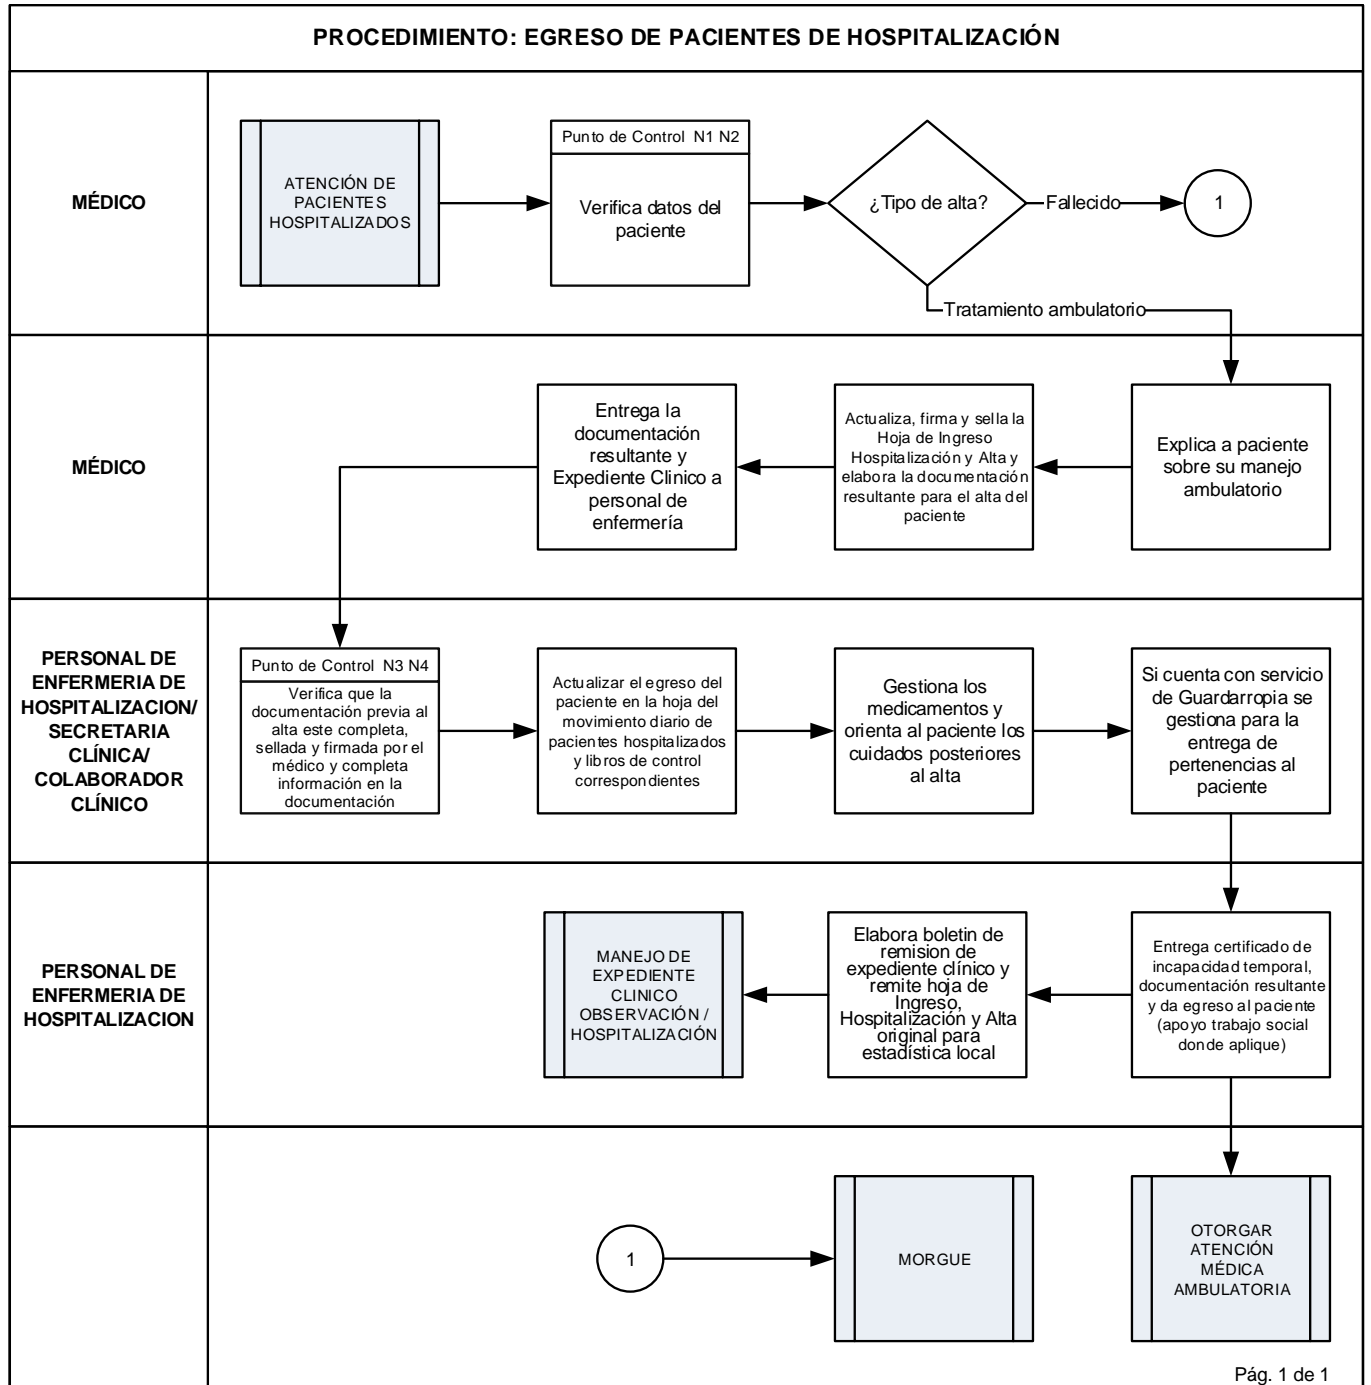 PROCEDIMIENTO: EGRESO DE PACIENTES DE HOSPITALIZACIÓN
MÉDICO
ATENCIÓN DE
PACIENTES
HOSPITALIZADOS
Punto de Control N1 N2
Verifica datos del
paciente
¿Tipo de alta?
Fallecido
1
Tratamiento ambulatorio
MÉDICO
Entrega la
documentación
resultante y
Expediente Clinico a
personal de
enfermería
Actualiza, firma y sella la
Hoja de Ingreso
Hospitalización y Alta y
elabora la documentación
resultante para el alta del
paciente
Explica a paciente
sobre su manejo
ambulatorio
PERSONAL DE
ENFERMERIA DE
HOSPITALIZACION/
SECRETARIA
CLÍNICA/
COLABORADOR
CLÍNICO
Punto de Control N3 N4
Verifica que la
documentación previa al
alta este completa,
sellada y firmada por el
médico y completa
información en la
documentación
Actualizar el egreso del
paciente en la hoja del
movimiento diario de
pacientes hospitalizados
y libros de control
correspondientes
Gestiona los
medicamentos y
orienta al paciente los
cuidados posteriores
al alta
Si cuenta con servicio
de Guardarropia se
gestiona para la
entrega de
pertenencias al
paciente
PERSONAL DE
ENFERMERIA DE
HOSPITALIZACION
MANEJO DE
EXPEDIENTE
CLINICO
OBSERVACIÓN /
HOSPITALIZACIÓN
Elabora boletin de
remision de
expediente clínico y
remite hoja de
Ingreso,
Hospitalización y Alta
original para
estadística local
Entrega certificado de
incapacidad temporal,
documentación resultante
y da egreso al paciente
(apoyo trabajo social
donde aplique)
1
MORGUE
OTORGAR
ATENCIÓN
MÉDICA
AMBULATORIA
Pág. 1 de 1